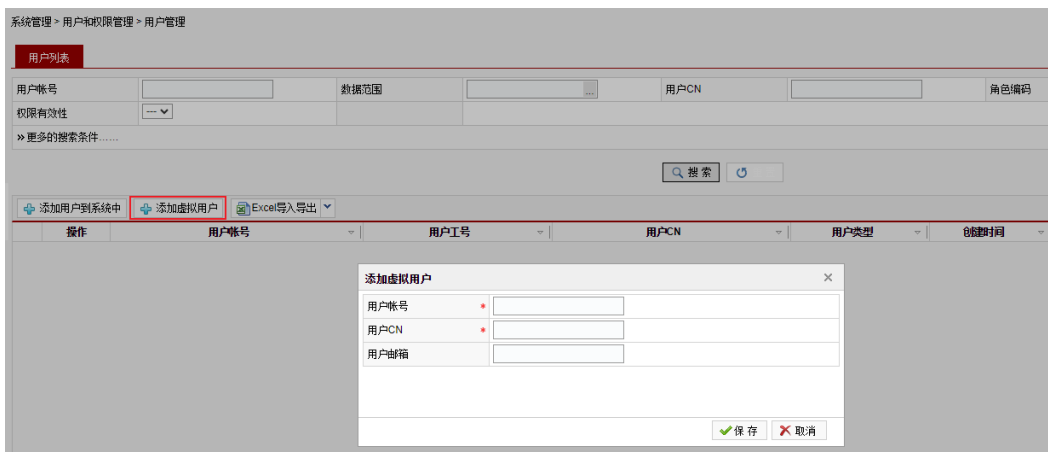 系统管理 > 用户和权限管理 > 用户管理
用户列表
用户帐号 数据范围 ... 用户CN 角色编码
权限有效性 ---
» 更多的搜索条件......
搜 索
添加用户到系统中 添加虚拟用户 Excel导入导出
操作 用户帐号 用户工号 用户CN 用户类型 创建时间
添加虚拟用户 ×
用户帐号 *
用户CN *
用户邮箱
保 存 取消